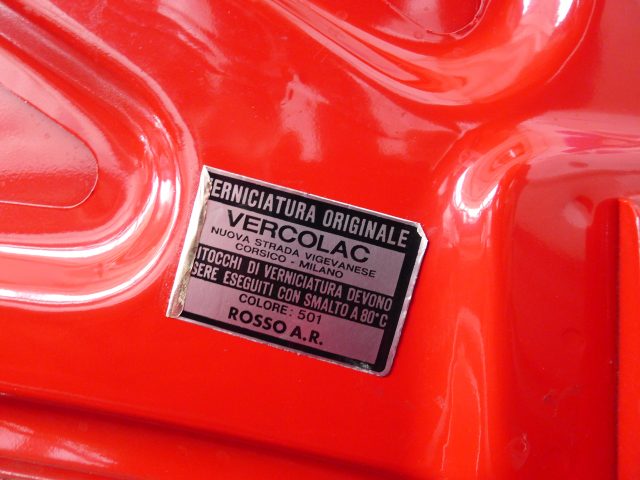 ERNICIATURA ORIGINALE
VERCOLAC
NUOVA STRADA VIGEVANESE
CORSICO - MILANO
ITOCCHI DI VERNICIATURA DEVONO
SERE ESEGUITI CON SMALTO A 80°C
COLORE: 501
ROSSO A.R.